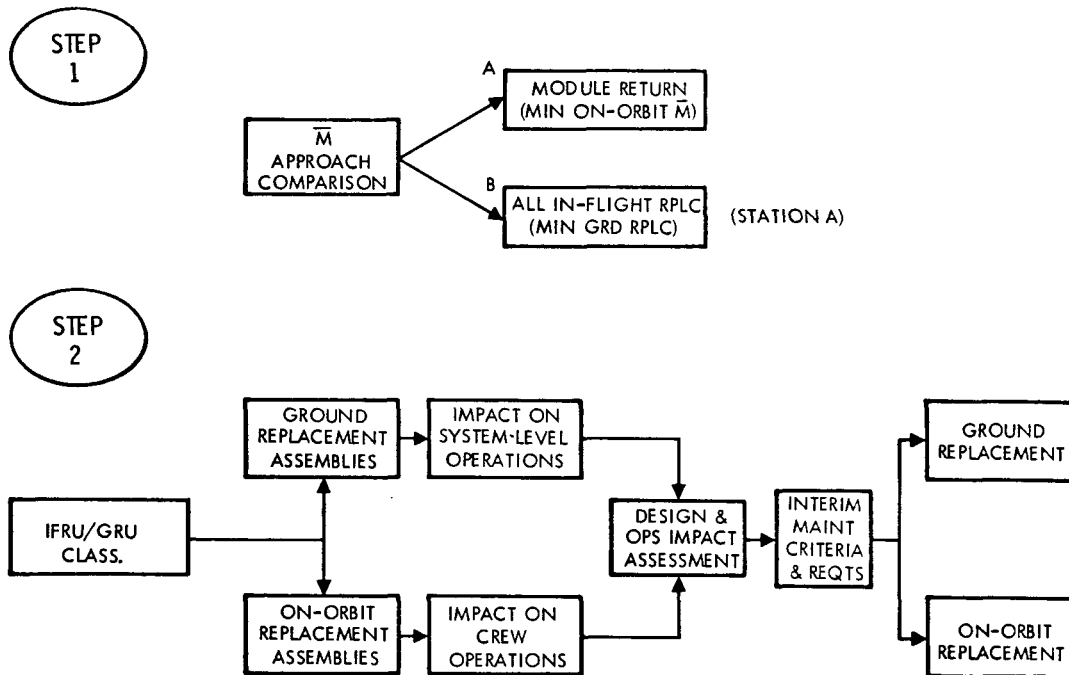 STEP
1
M̅
APPROACH
COMPARISON
A
MODULE RETURN
(MIN ON-ORBIT M̅)
B
ALL IN-FLIGHT RPLC
(MIN GRD RPLC)
(STATION A)
STEP
2
IFRU/GRU
CLASS.
GROUND
REPLACEMENT
ASSEMBLIES
IMPACT ON
SYSTEM-LEVEL
OPERATIONS
ON-ORBIT
REPLACEMENT
ASSEMBLIES
IMPACT ON
CREW
OPERATIONS
DESIGN &
OPS IMPACT
ASSESSMENT
INTERIM
MAINT
CRITERIA
& REQTS
GROUND
REPLACEMENT
ON-ORBIT
REPLACEMENT